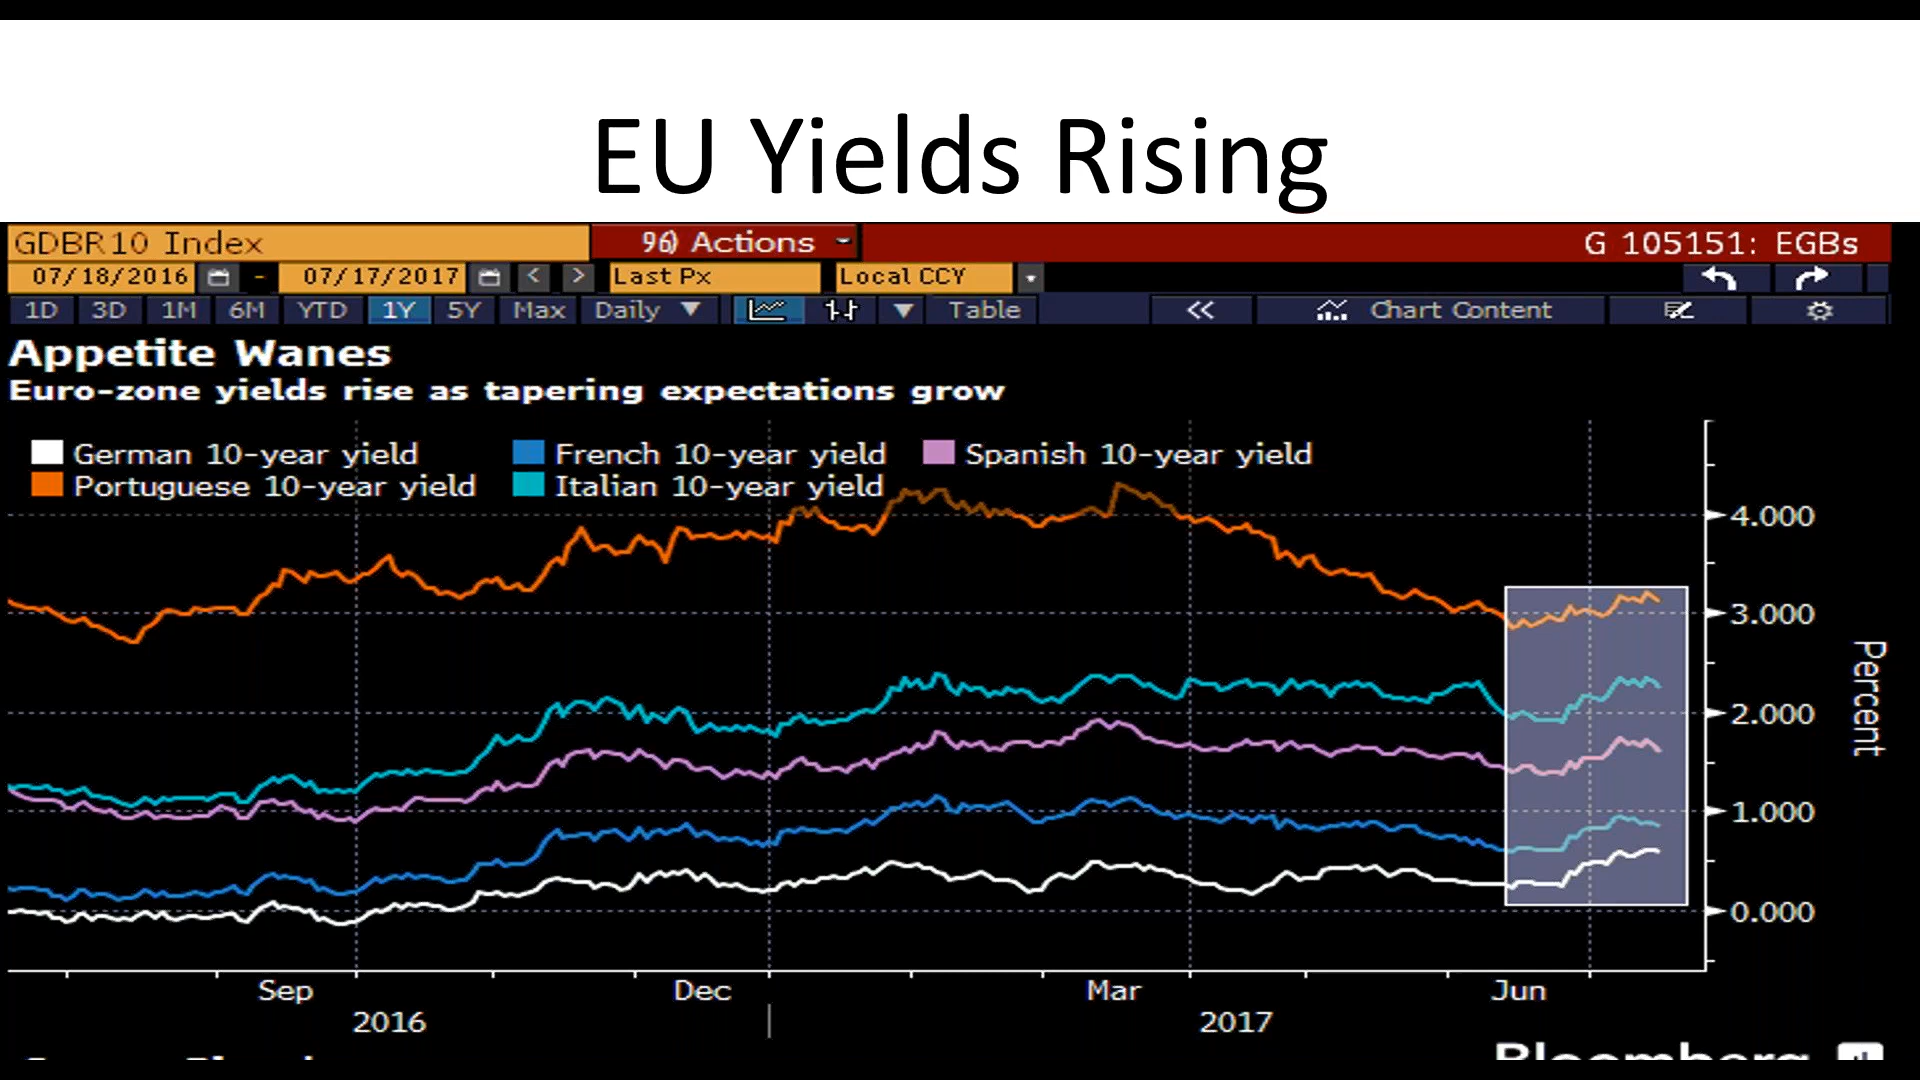 EU Yields Rising
GDBR10 Index 96) Actions G 105151: EGBs
07/18/2016 - 07/17/2017 < > Last Px Local CCY
1D 3D 1M 6M YTD 1Y 5Y Max Daily Table Chart Content
Appetite Wanes
Euro-zone yields rise as tapering expectations grow
German 10-year yield French 10-year yield Spanish 10-year yield
Portuguese 10-year yield Italian 10-year yield
4.000
3.000
2.000
1.000
0.000
Percent
Sep Dec Mar Jun
2016 2017
Bloomberg